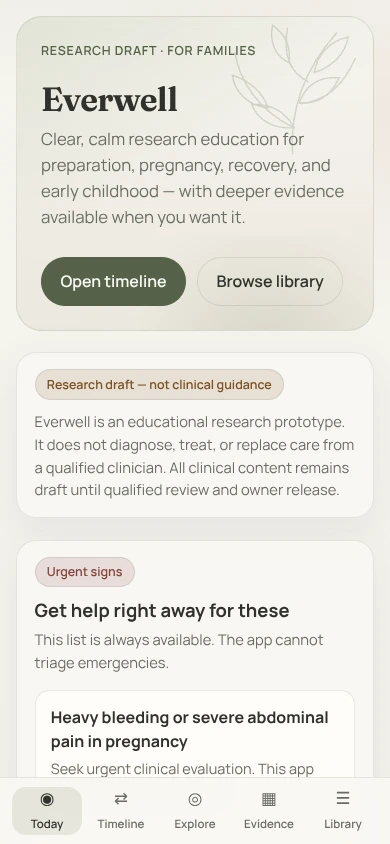 RESEARCH DRAFT · FOR FAMILIES
Everwell
Clear, calm research education for
preparation, pregnancy, recovery, and
early childhood — with deeper evidence
available when you want it.
Open timeline
Browse library
Research draft — not clinical guidance
Everwell is an educational research prototype.
It does not diagnose, treat, or replace care from
a qualified clinician. All clinical content remains
draft until qualified review and owner release.
Urgent signs
Get help right away for these
This list is always available. The app cannot
triage emergencies.
Heavy bleeding or severe abdominal
pain in pregnancy
Seek urgent clinical evaluation. This app
Today
Timeline
Explore
Evidence
Library